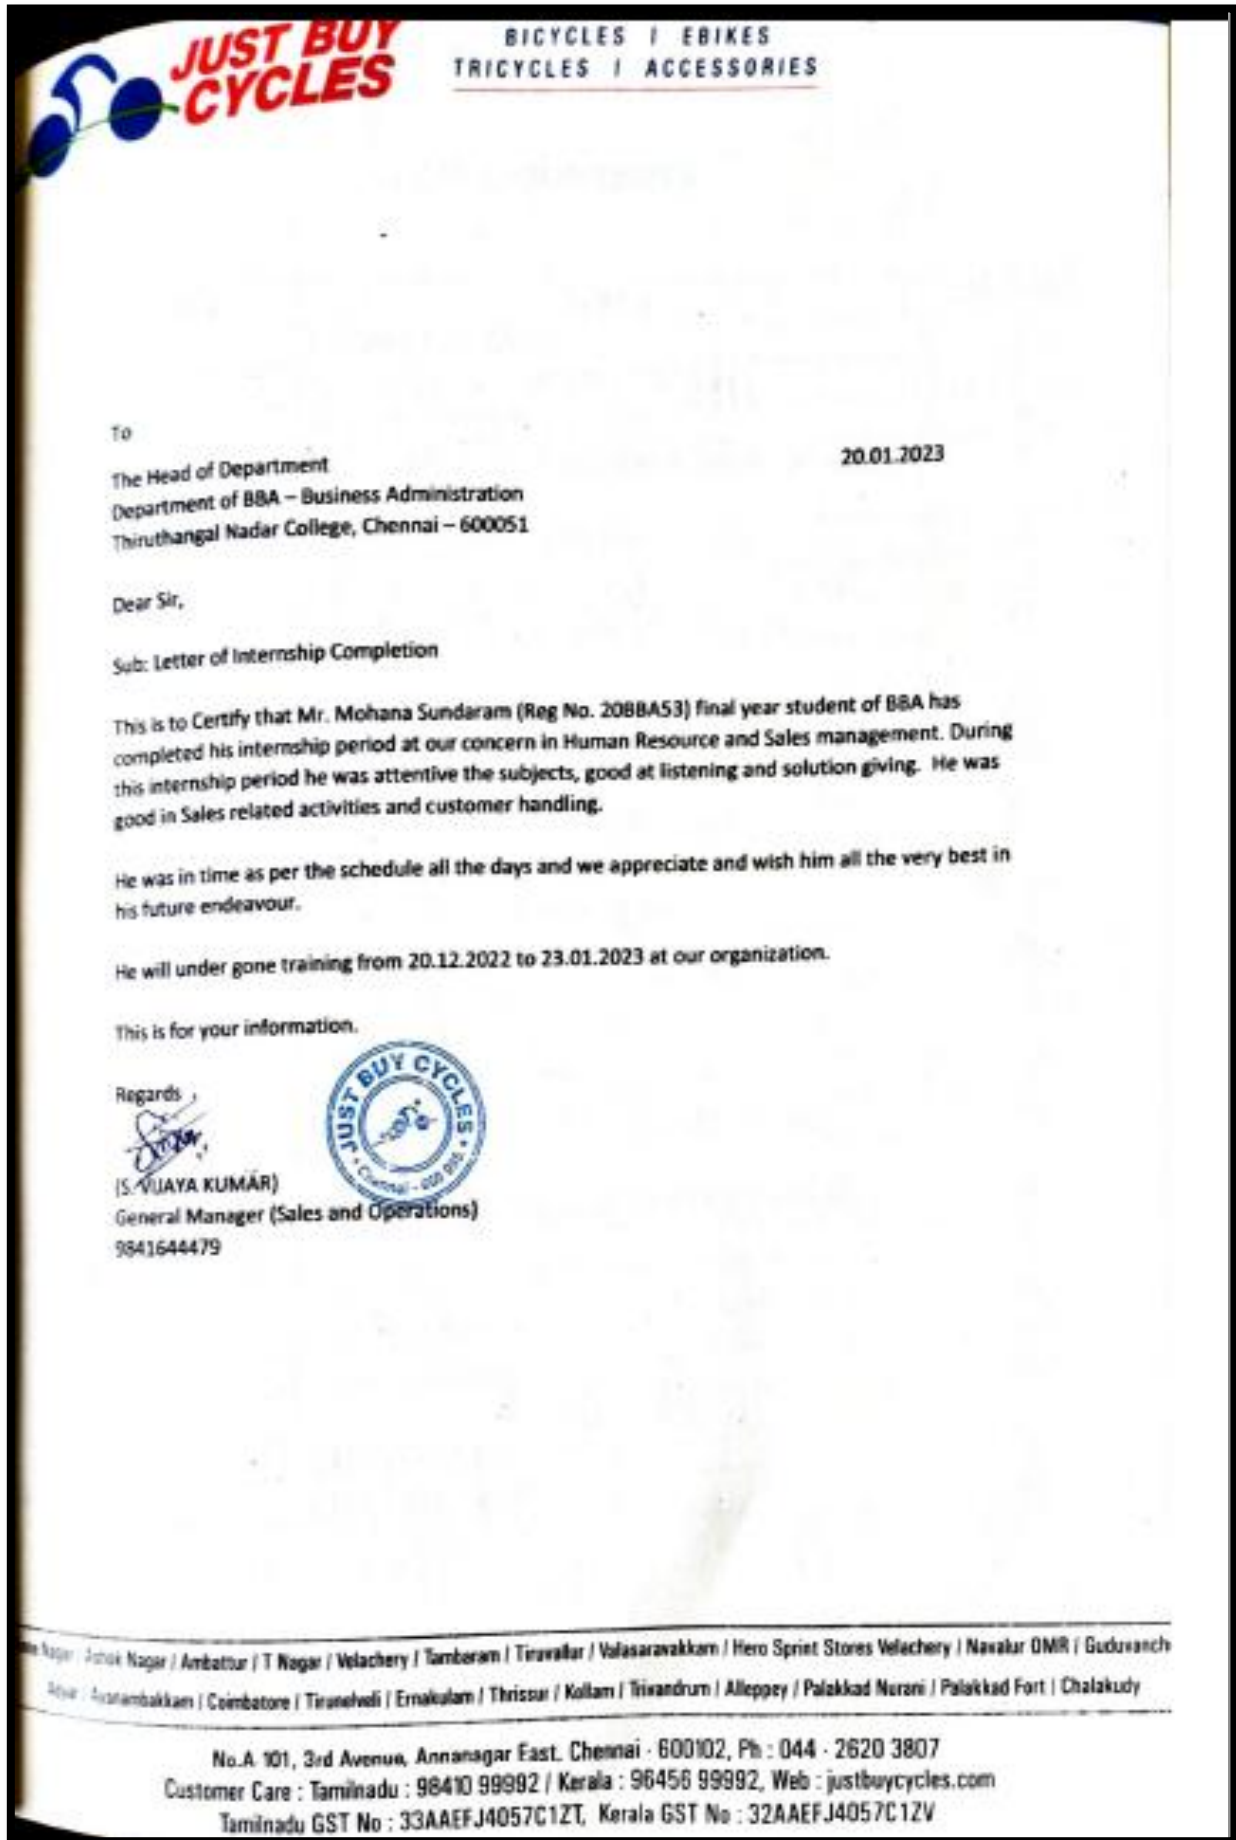 JUST BUY
CYCLES
BICYCLES / EBIKES
TRICYCLES / ACCESSORIES
To
20.01.2023
The Head of Department
Department of BBA – Business Administration
Thiruthangal Nadar College, Chennai – 600051
Dear Sir,
Sub: Letter of Internship Completion
This is to Certify that Mr. Mohana Sundaram (Reg No. 20BBA53) final year student of BBA has
completed his internship period at our concern in Human Resource and Sales management. During
this internship period he was attentive the subjects, good at listening and solution giving. He was
good in Sales related activities and customer handling.
He was in time as per the schedule all the days and we appreciate and wish him all the very best in
his future endeavour.
He will under gone training from 20.12.2022 to 23.01.2023 at our organization.
This is for your information.
Regards ,
JUST BUY CYCLES
Chennai - 600
(S. VIJAYA KUMAR)
General Manager (Sales and Operations)
9841644479
Nagar / Ashok Nagar / Ambattur / T Nagar / Velachery / Tambaram / Tiruvallur / Valasaravakkam / Hero Sprint Stores Velachery / Navalur OMR / Guduvanch
/ Coimbatore / Tirunelveli / Ernakulam / Thrissur / Kollam / Trivandrum / Alleppey / Palakkad Nurani / Palakkad Fort / Chalakudy
No.A 101, 3rd Avenue, Annanagar East. Chennai - 600102, Ph : 044 - 2620 3807
Customer Care : Tamilnadu : 98410 99992 / Kerala : 96456 99992, Web : justbuycycles.com
Tamilnadu GST No : 33AAEFJ4057C1ZT, Kerala GST No : 32AAEFJ4057C1ZV